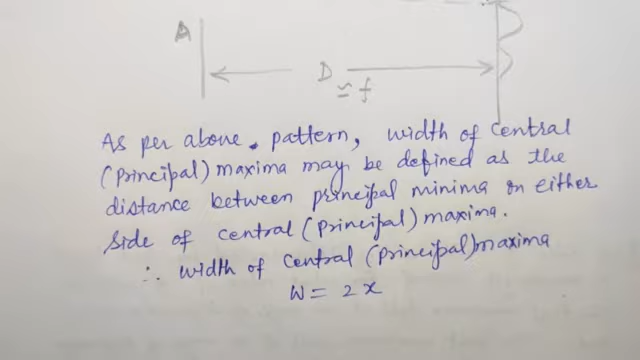 A
D
≃ f
As per above. pattern, width of central
(principal) maxima may be defined as the
distance between principal minima on either
side of central (principal) maxima.
∴ width of central (principal) maxima
W = 2x